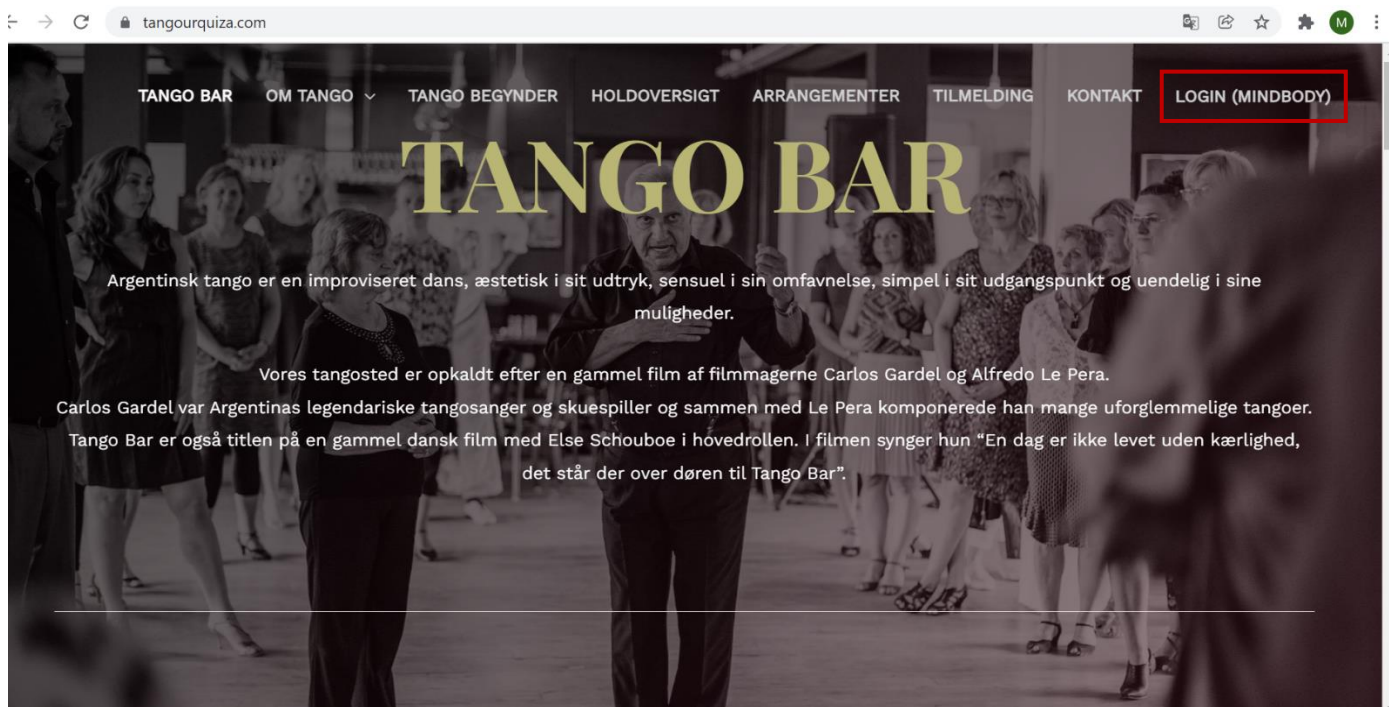 tangourquiza.com
M
TANGO BAR OM TANGO TANGO BEGYNDER HOLDOVERSIGT ARRANGEMENTER TILMELDING KONTAKT LOGIN (MINDBODY)
TANGO BAR
Argentinsk tango er en improviseret dans, æstetisk i sit udtryk, sensuel i sin omfavnelse, simpel i sit udgangspunkt og uendelig i sine
muligheder.
Vores tangosted er opkaldt efter en gammel film af filmmagerne Carlos Gardel og Alfredo Le Pera.
Carlos Gardel var Argentinas legendariske tangosanger og skuespiller og sammen med Le Pera komponerede han mange uforglemmelige tangoer.
Tango Bar er også titlen på en gammel dansk film med Else Schouboe i hovedrollen. I filmen synger hun “En dag er ikke levet uden kærlighed,
det står der over døren til Tango Bar”.